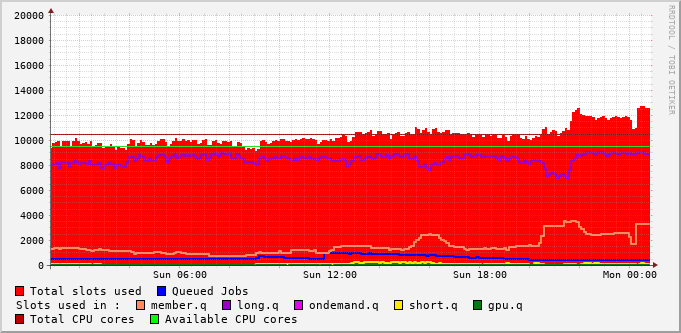 20000
18000
16000
14000
12000
10000
8000
6000
4000
2000
0
Sun 06:00 Sun 12:00 Sun 18:00 Mon 00:00
RRDTOOL / TOBI OETIKER
Total slots used Queued Jobs
Slots used in : member.q long.q ondemand.q short.q gpu.q
Total CPU cores Available CPU cores